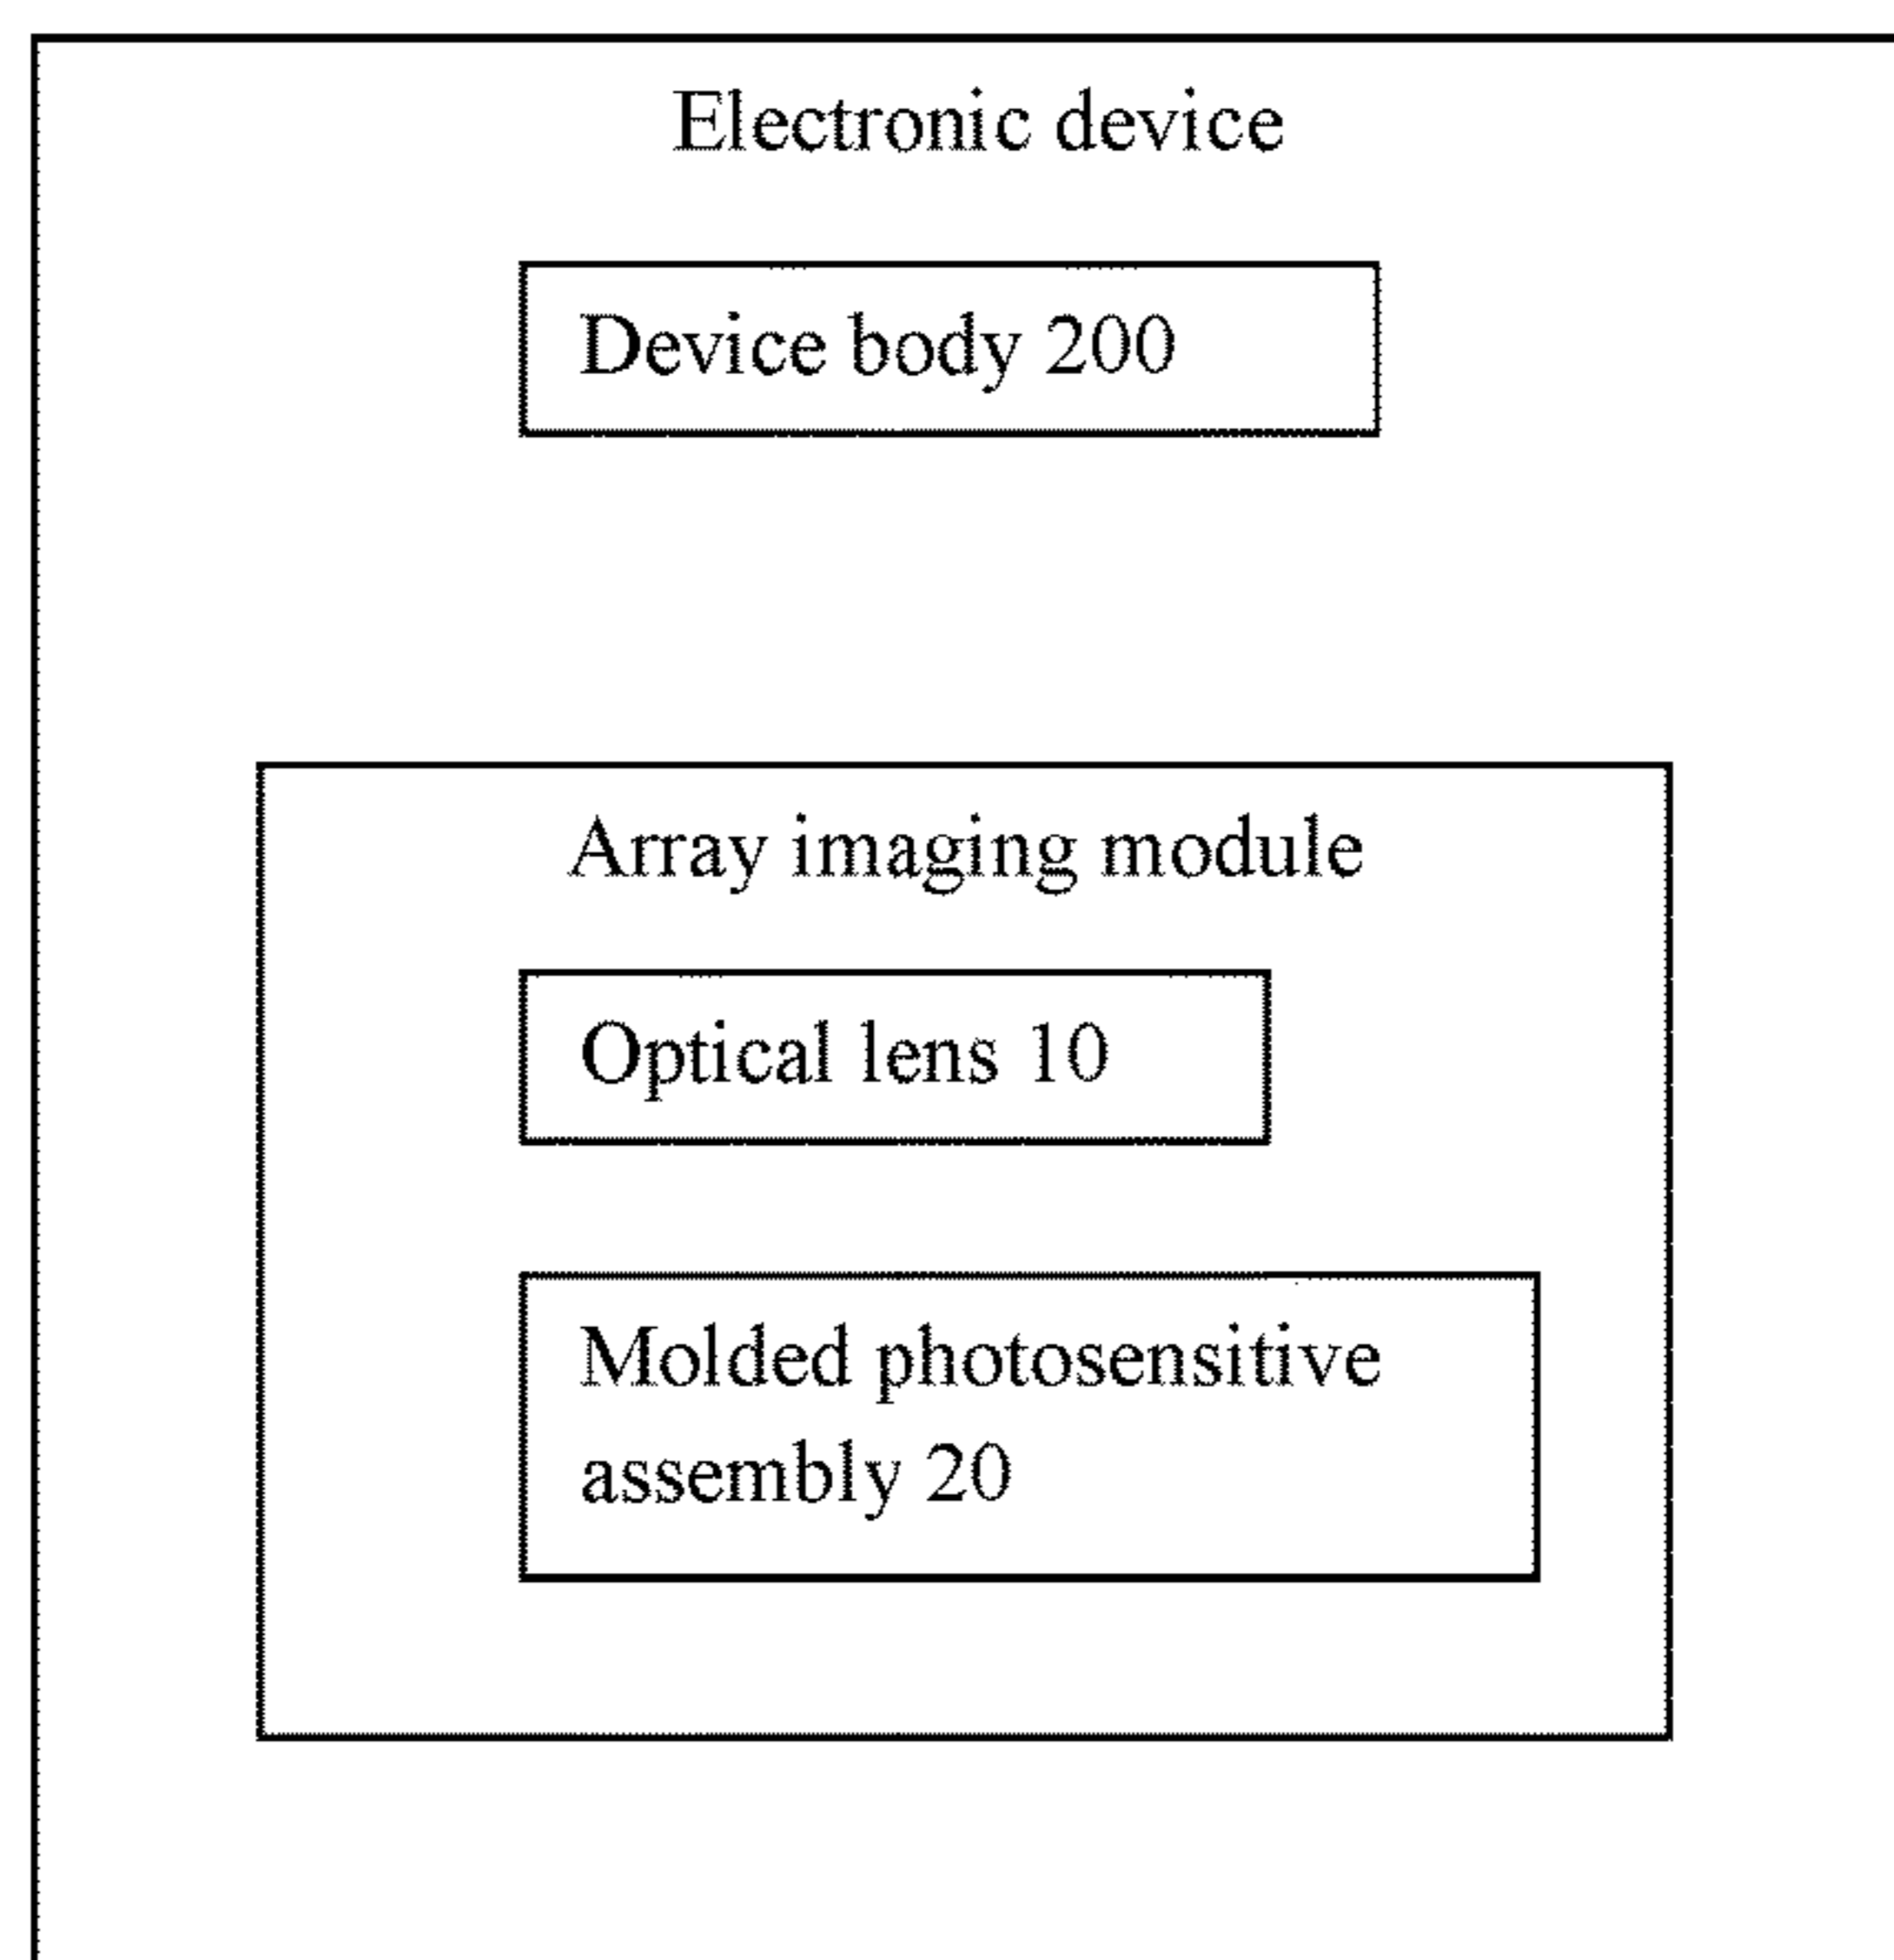 Electronic device
Device body 200
Array imaging module
Optical lens 10
Molded photosensitive
assembly 20